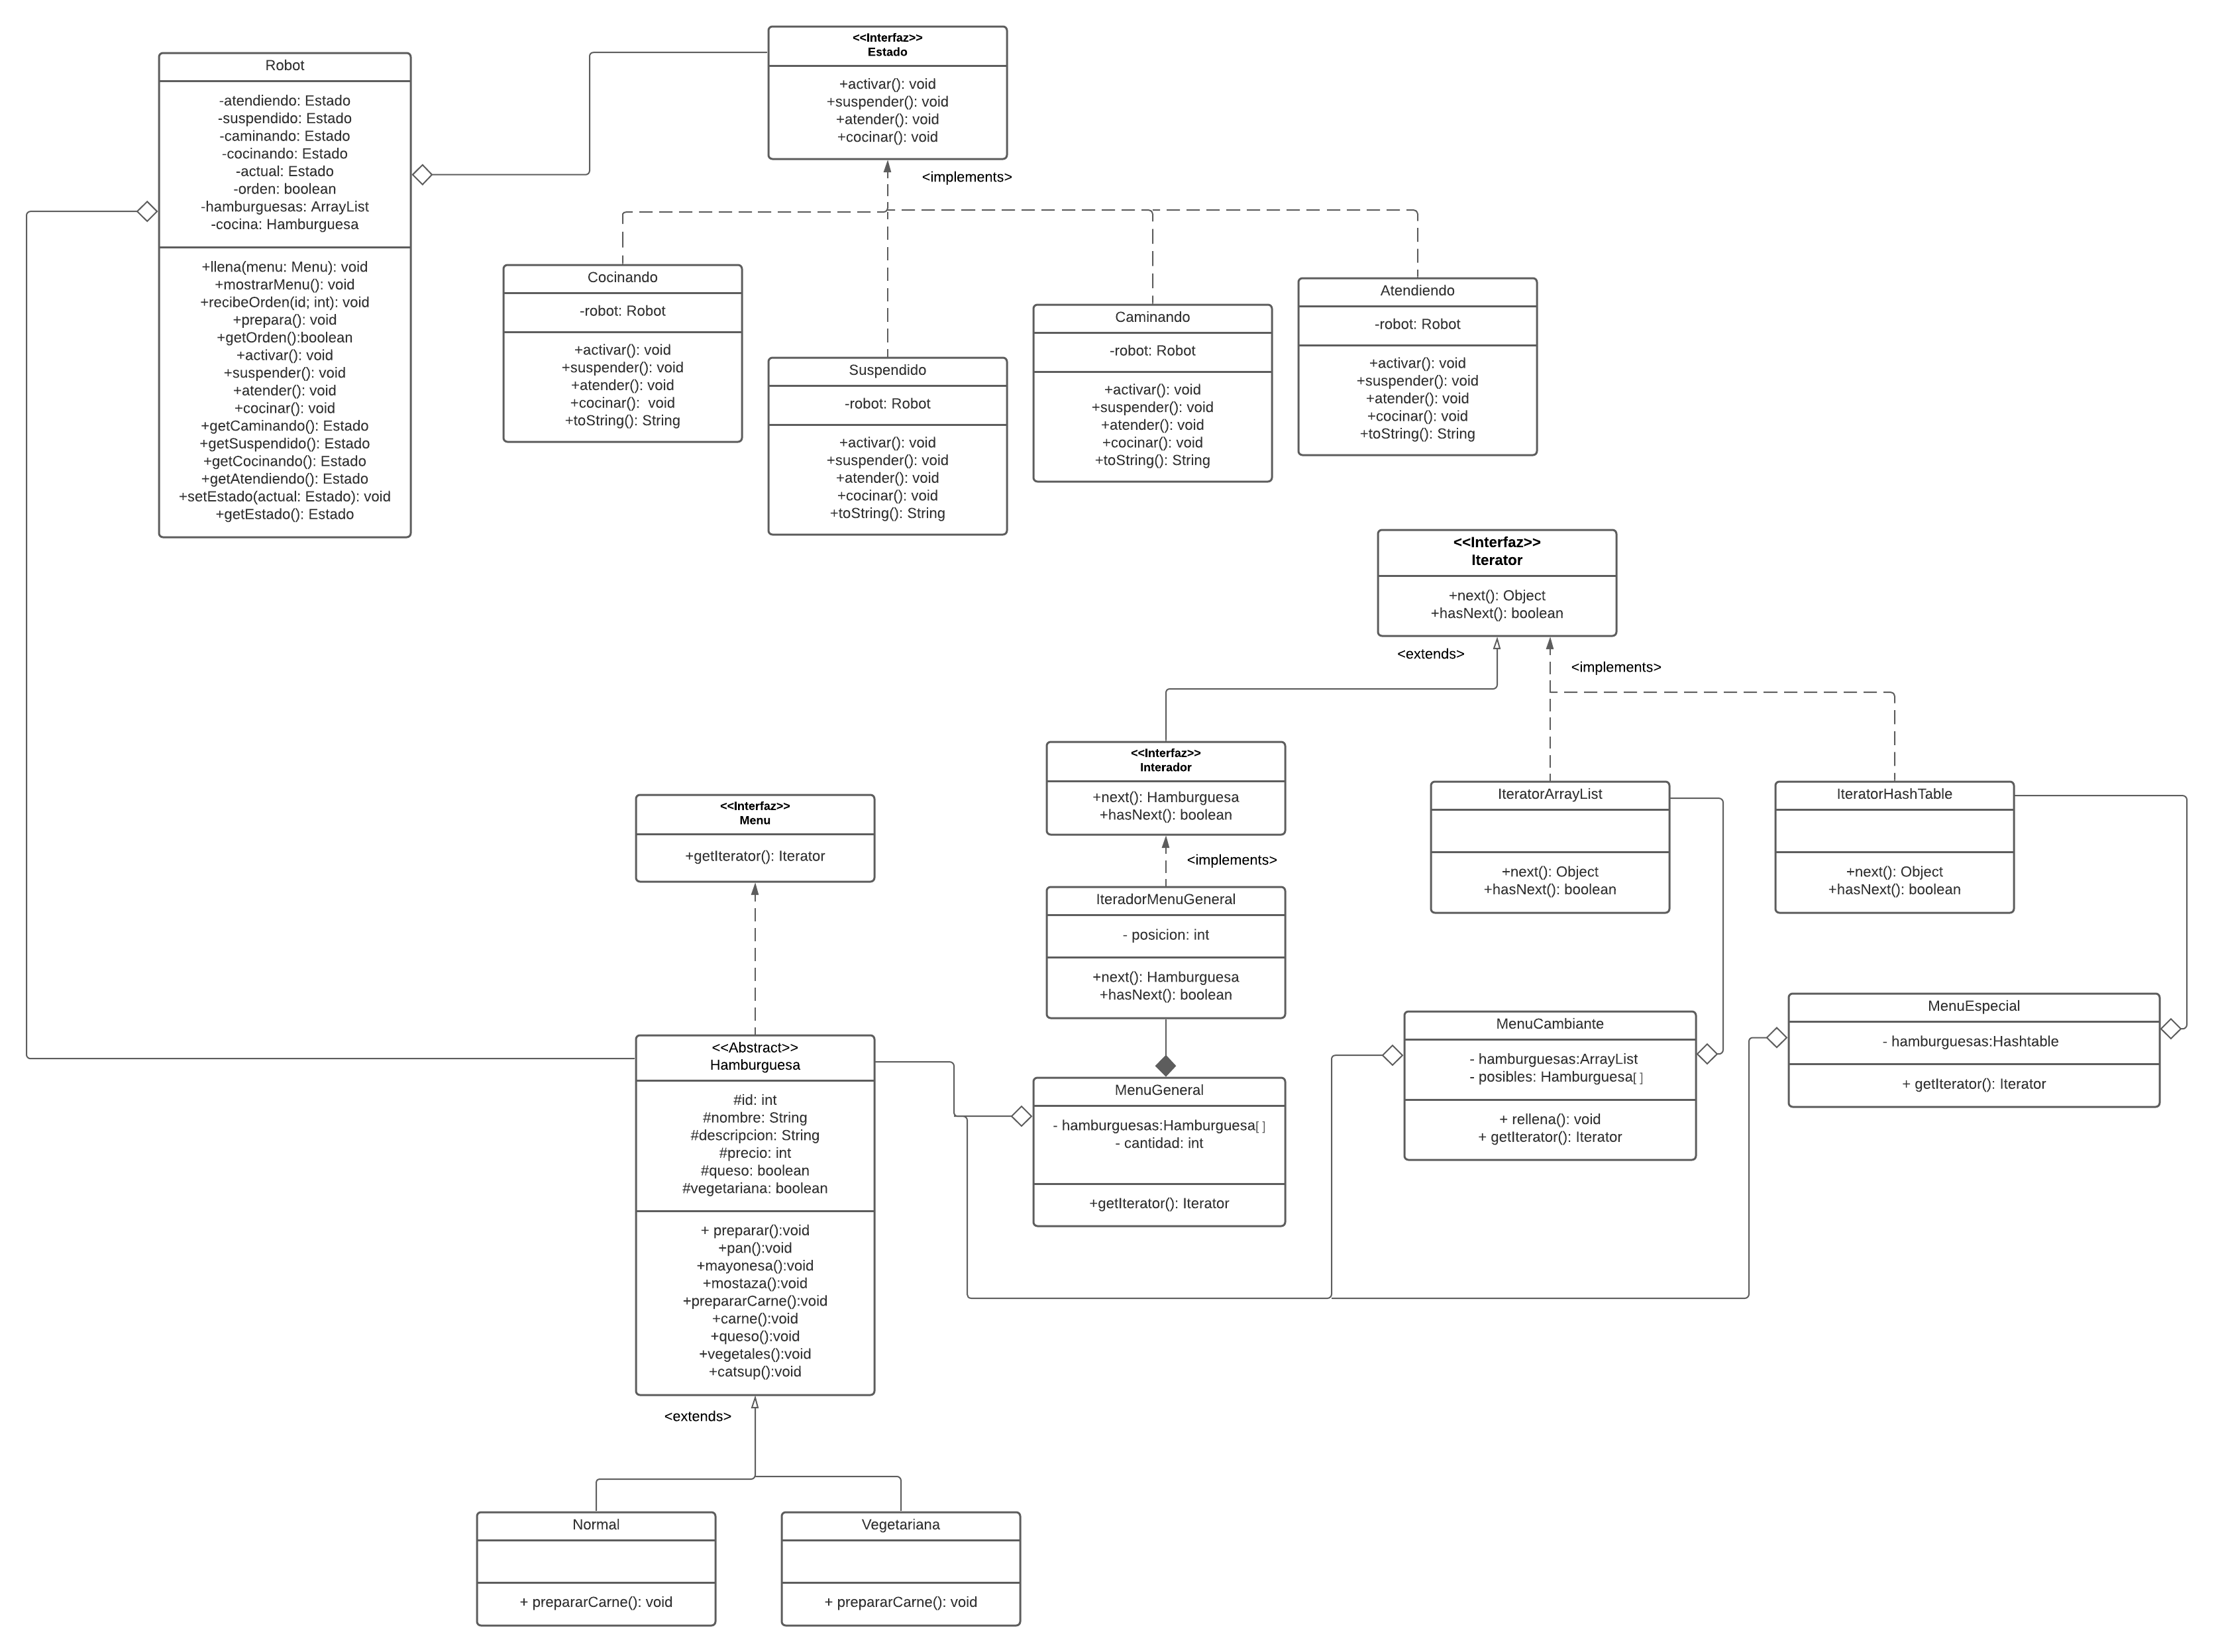 Robot
-atendiendo: Estado
-suspendido: Estado
-caminando: Estado
-cocinando: Estado
-actual: Estado
-orden: boolean
-hamburguesas: ArrayList
-cocina: Hamburguesa
+llena(menu: Menu): void
+mostrarMenu(): void
+recibeOrden(id; int): void
+prepara(): void
+getOrden():boolean
+activar(): void
+suspender(): void
+atender(): void
+cocinar(): void
+getCaminando(): Estado
+getSuspendido(): Estado
+getCocinando(): Estado
+getAtendiendo(): Estado
+setEstado(actual: Estado): void
+getEstado(): Estado
<<Interfaz>>
Estado
+activar(): void
+suspender(): void
+atender(): void
+cocinar(): void
<implements>
Cocinando
-robot: Robot
+activar(): void
+suspender(): void
+atender(): void
+cocinar():  void
+toString(): String
Suspendido
-robot: Robot
+activar(): void
+suspender(): void
+atender(): void
+cocinar(): void
+toString(): String
Caminando
-robot: Robot
+activar(): void
+suspender(): void
+atender(): void
+cocinar(): void
+toString(): String
Atendiendo
-robot: Robot
+activar(): void
+suspender(): void
+atender(): void
+cocinar(): void
+toString(): String
<<Interfaz>>
Iterator
+next(): Object
+hasNext(): boolean
<extends>
<implements>
<<Interfaz>>
Interador
+next(): Hamburguesa
+hasNext(): boolean
<implements>
IteratorArrayList
+next(): Object
+hasNext(): boolean
IteratorHashTable
+next(): Object
+hasNext(): boolean
<<Interfaz>>
Menu
+getIterator(): Iterator
IteradorMenuGeneral
- posicion: int
+next(): Hamburguesa
+hasNext(): boolean
<<Abstract>>
Hamburguesa
#id: int
#nombre: String
#descripcion: String
#precio: int
#queso: boolean
#vegetariana: boolean
+ preparar():void
+pan():void
+mayonesa():void
+mostaza():void
+prepararCarne():void
+carne():void
+queso():void
+vegetales():void
+catsup():void
MenuGeneral
- hamburguesas:Hamburguesa[ ]
- cantidad: int
+getIterator(): Iterator
MenuCambiante
- hamburguesas:ArrayList
- posibles: Hamburguesa[ ]
+ rellena(): void
+ getIterator(): Iterator
MenuEspecial
- hamburguesas:Hashtable
+ getIterator(): Iterator
<extends>
Normal
+ prepararCarne(): void
Vegetariana
+ prepararCarne(): void